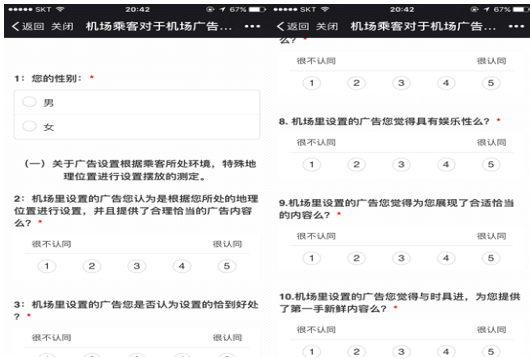 SKT 20:42 67%
返回 关闭 机场乘客对于机场广告... •••
1：您的性别：*
男
女
（一）关于广告设置根据乘客所处环境，特殊地
理位置进行设置摆放的测定。
2：机场里设置的广告您认为是根据您所处的地理
位置进行设置，并且提供了合理恰当的广告内容
么？*
很不认同 很认同
1 2 3 4 5
3：机场里设置的广告您是否认为设置的恰到好处
？*
很不认同 很认同
1 2 3 4 5
SKT 20:42 67%
返回 关闭 机场乘客对于机场广告... •••
么？*
很不认同 很认同
1 2 3 4 5
8. 机场里设置的广告您觉得具有娱乐性么？*
很不认同 很认同
1 2 3 4 5
9.机场里设置的广告您觉得为您展现了合适恰当
的内容么？*
很不认同 很认同
1 2 3 4 5
10.机场里设置的广告您觉得与时具进，为您提供
了第一手新鲜内容么？*
很不认同 很认同
1 2 3 4 5